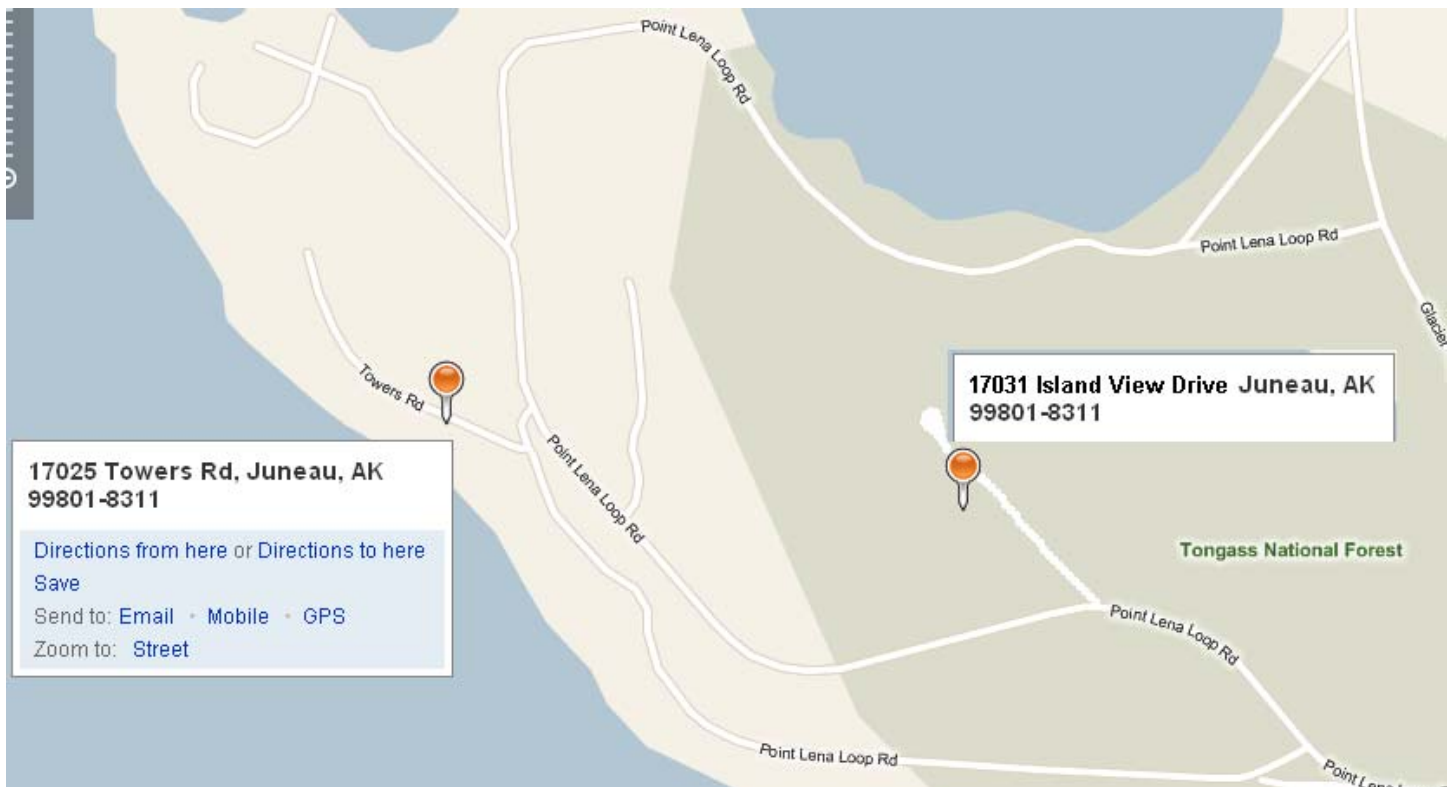 Point Lena Loop Rd
Point Lena Loop Rd
Glacier
17031 Island View Drive Juneau, AK
99801-8311
Towers Rd
17025 Towers Rd, Juneau, AK
99801-8311
Directions from here or Directions to here
Save
Send to: Email • Mobile • GPS
Zoom to: Street
Point Lena Loop Rd
Tongass National Forest
Point Lena Loop Rd
Point Lena Loop Rd
Point Lena